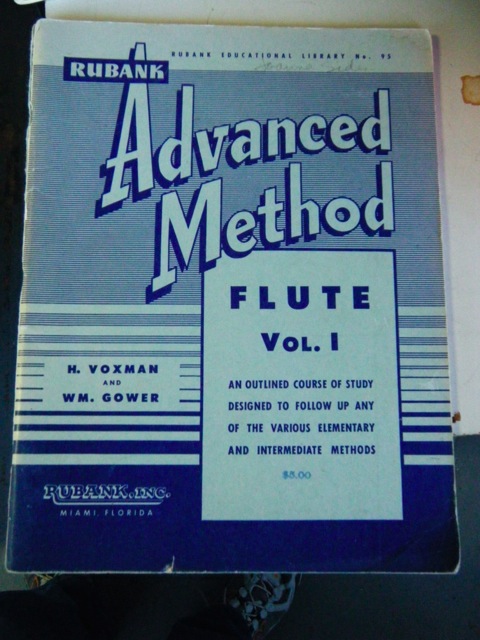 RUBANK EDUCATIONAL LIBRARY No. 95
RUBANK
Advanced
Method
FLUTE
VOL. I
H. VOXMAN
AND
WM. GOWER
AN OUTLINED COURSE OF STUDY
DESIGNED TO FOLLOW UP ANY
OF THE VARIOUS ELEMENTARY
AND INTERMEDIATE METHODS
$5.00
RUBANK, INC.
MIAMI, FLORIDA